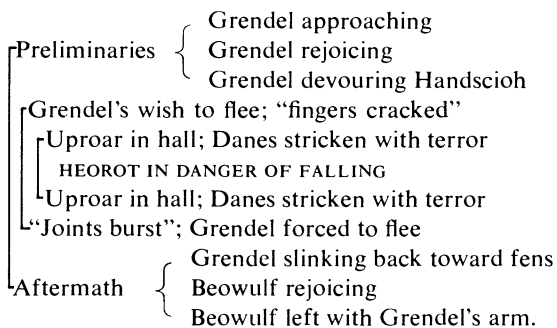 Grendel approaching
Preliminaries Grendel rejoicing
Grendel devouring Handscioh
Grendel's wish to flee; “fingers cracked”
Uproar in hall; Danes stricken with terror
HEOROT IN DANGER OF FALLING
Uproar in hall; Danes stricken with terror
“Joints burst”; Grendel forced to flee
Grendel slinking back toward fens
Aftermath Beowulf rejoicing
Beowulf left with Grendel's arm.